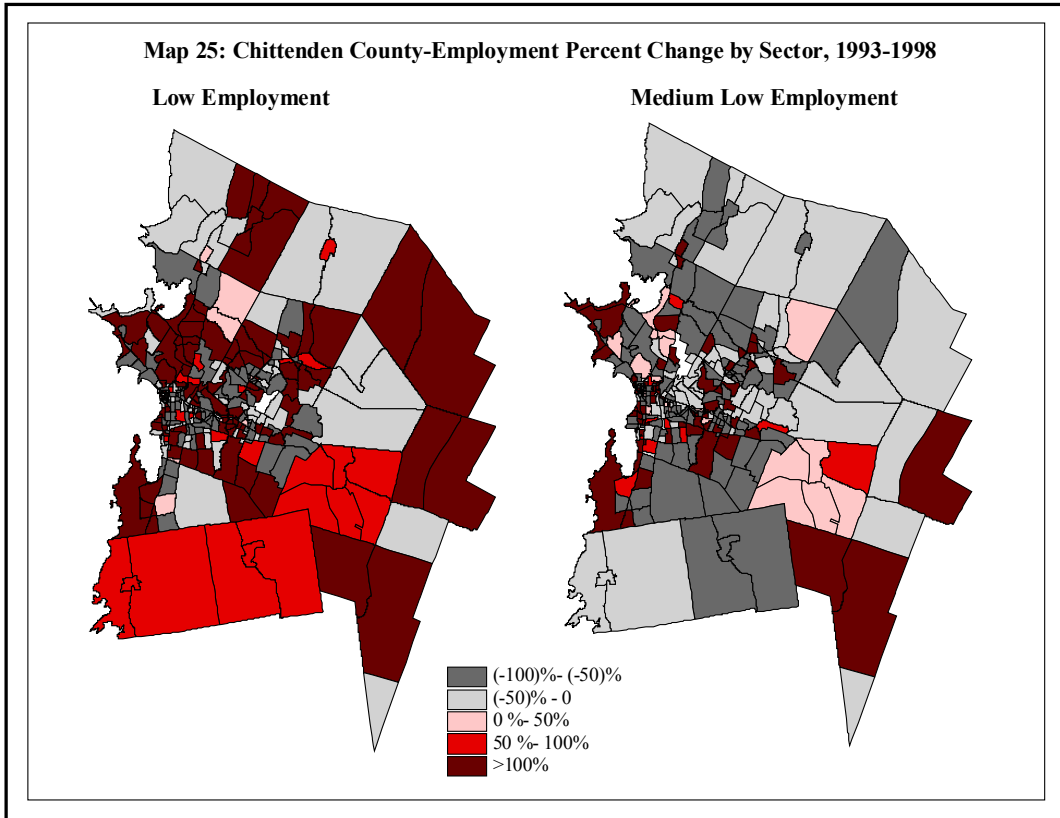 Map 25: Chittenden County-Employment Percent Change by Sector, 1993-1998
Low Employment
Medium Low Employment
(-100)%- (-50)%
(-50)% - 0
0 %- 50%
50 %- 100%
>100%